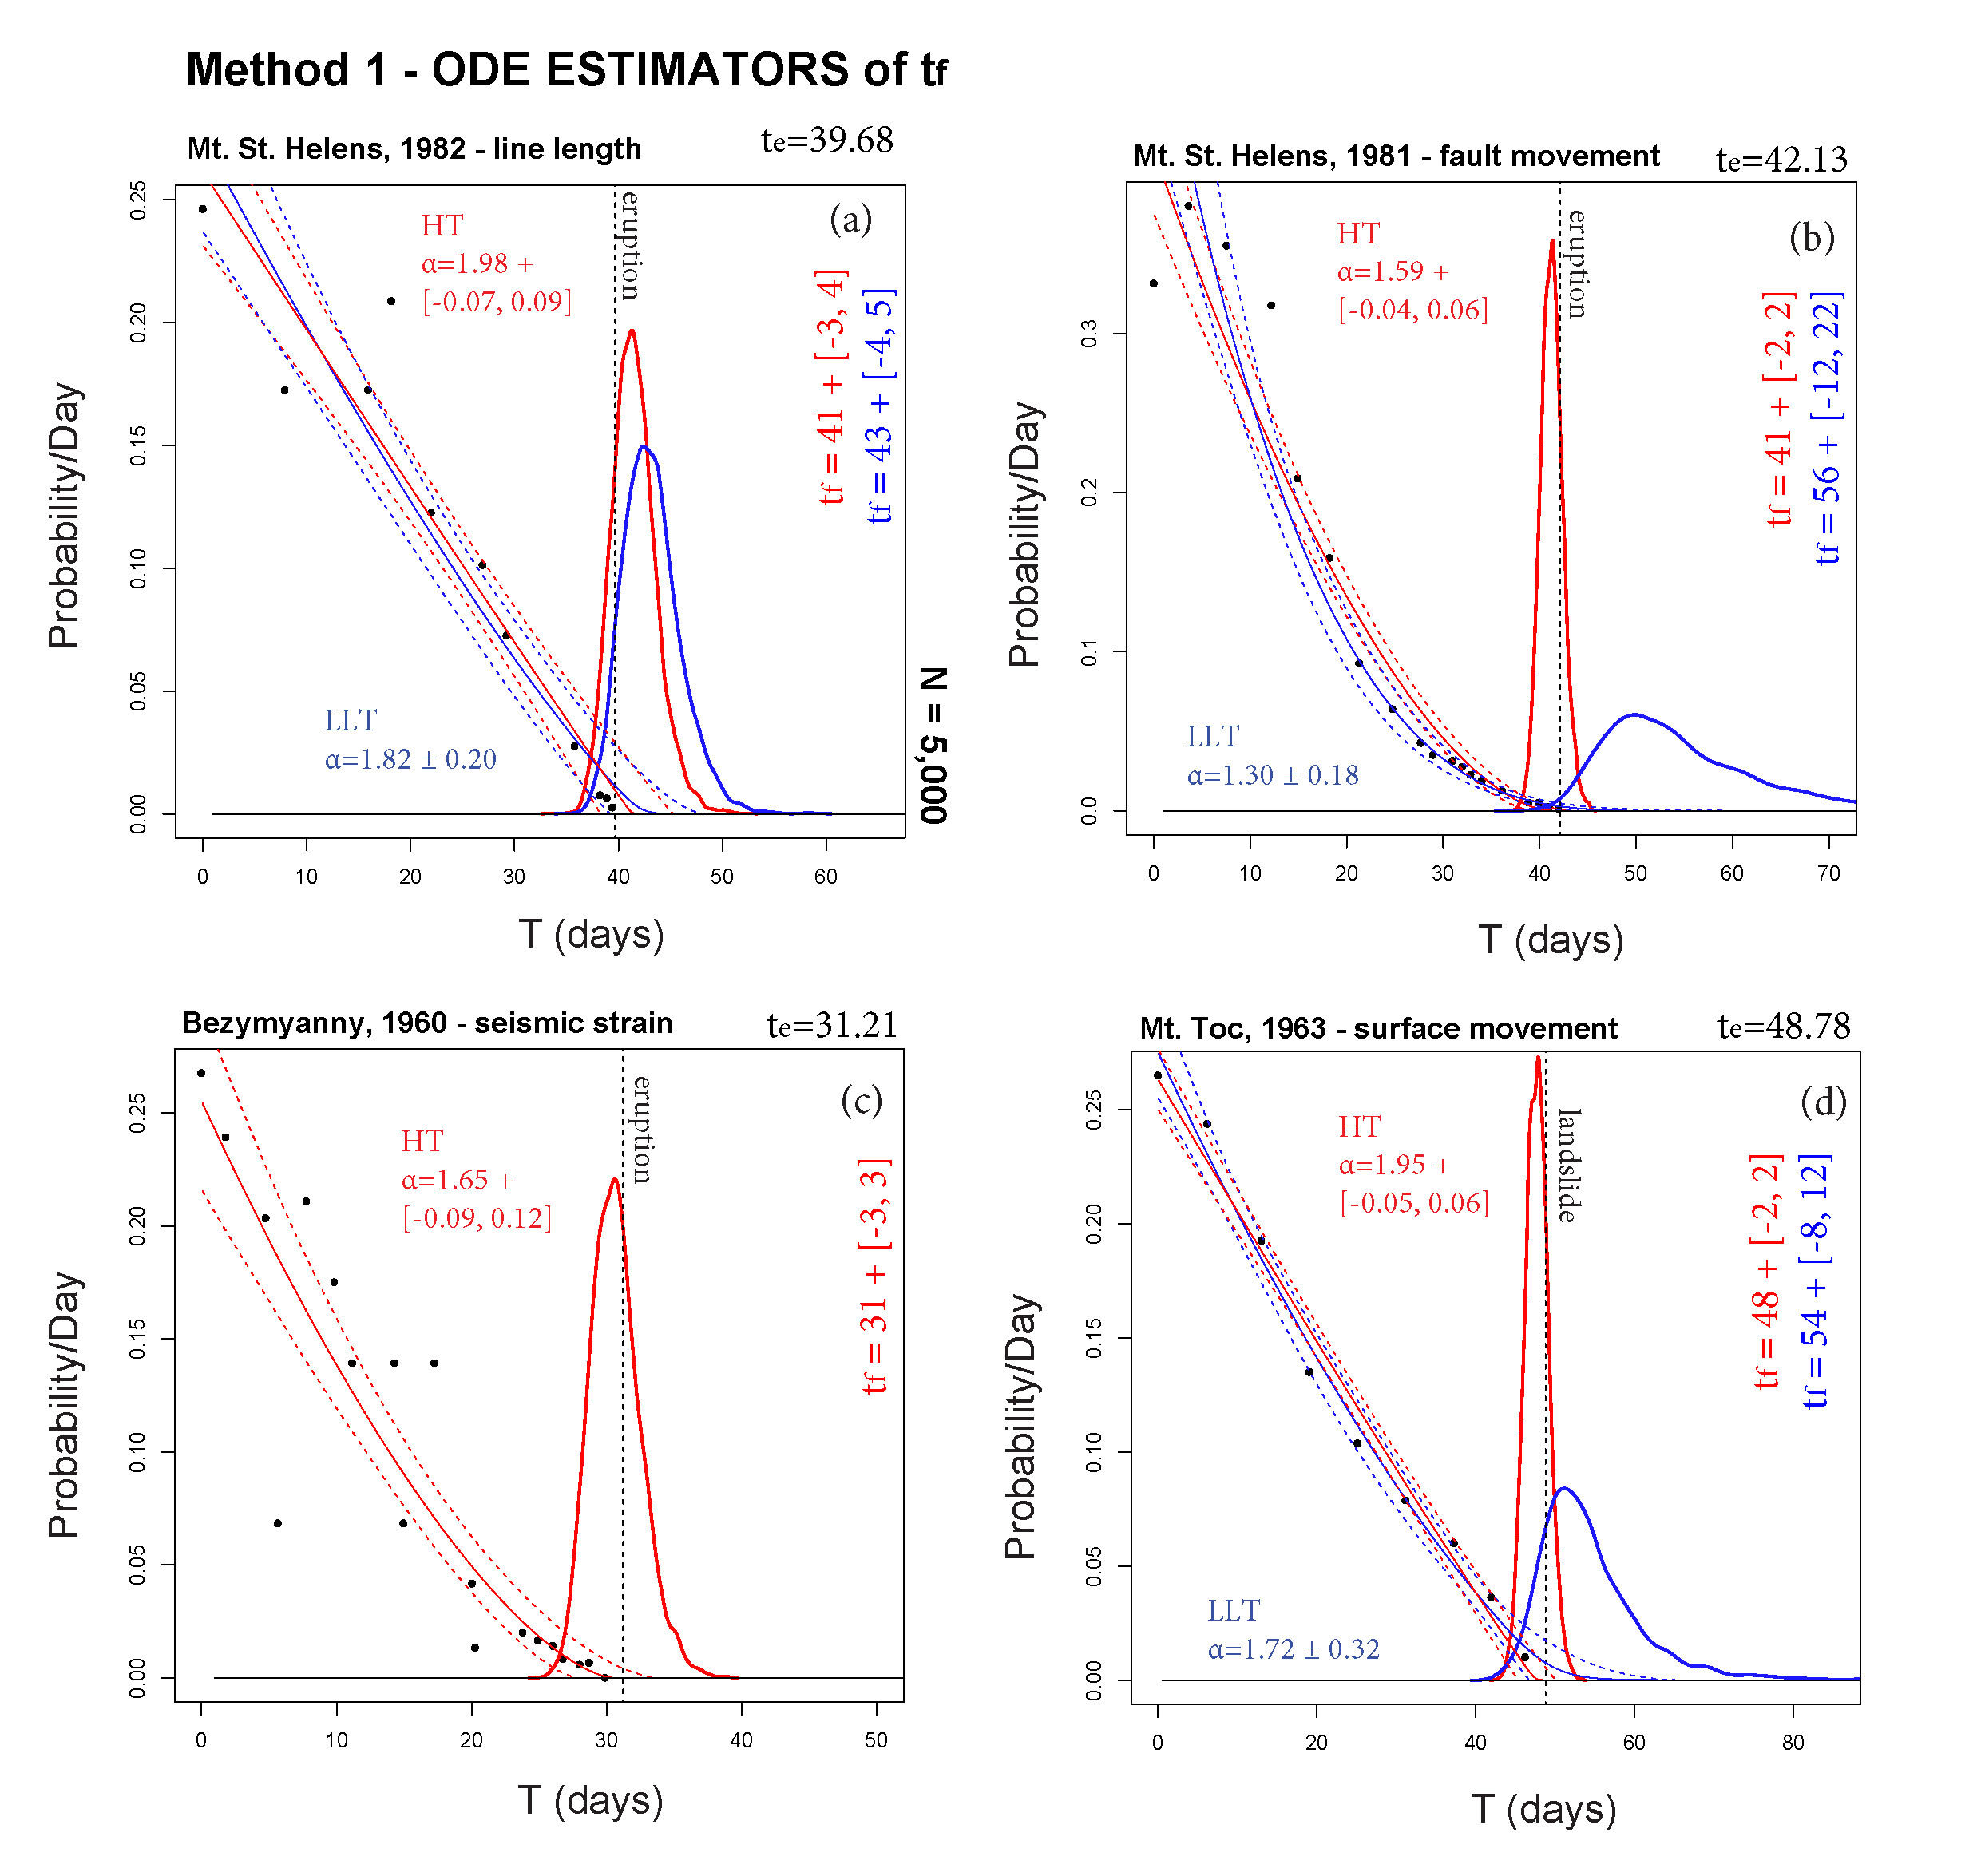 Method 1 - ODE ESTIMATORS of tf
Mt. St. Helens, 1982 - line length
te=39.68
(a)
HT
α=1.98 +
[-0.07, 0.09]
eruption
tf = 41 + [-3, 4]
tf = 43 + [-4, 5]
LLT
α=1.82 ± 0.20
N = 5,000
Probability/Day
0.00
0.05
0.10
0.15
0.20
0.25
0 10 20 30 40 50 60
T (days)
Mt. St. Helens, 1981 - fault movement
te=42.13
(b)
HT
α=1.59 +
[-0.04, 0.06]
eruption
tf = 41 + [-2, 2]
tf = 56 + [-12, 22]
LLT
α=1.30 ± 0.18
Probability/Day
0.0
0.1
0.2
0.3
0 10 20 30 40 50 60 70
T (days)
Bezymyanny, 1960 - seismic strain
te=31.21
(c)
HT
α=1.65 +
[-0.09, 0.12]
eruption
tf = 31 + [-3, 3]
Probability/Day
0.00
0.05
0.10
0.15
0.20
0.25
0 10 20 30 40 50
T (days)
Mt. Toc, 1963 - surface movement
te=48.78
(d)
HT
α=1.95 +
[-0.05, 0.06]
landslide
tf = 48 + [-2, 2]
tf = 54 + [-8, 12]
LLT
α=1.72 ± 0.32
Probability/Day
0.00
0.05
0.10
0.15
0.20
0.25
0 20 40 60 80
T (days)